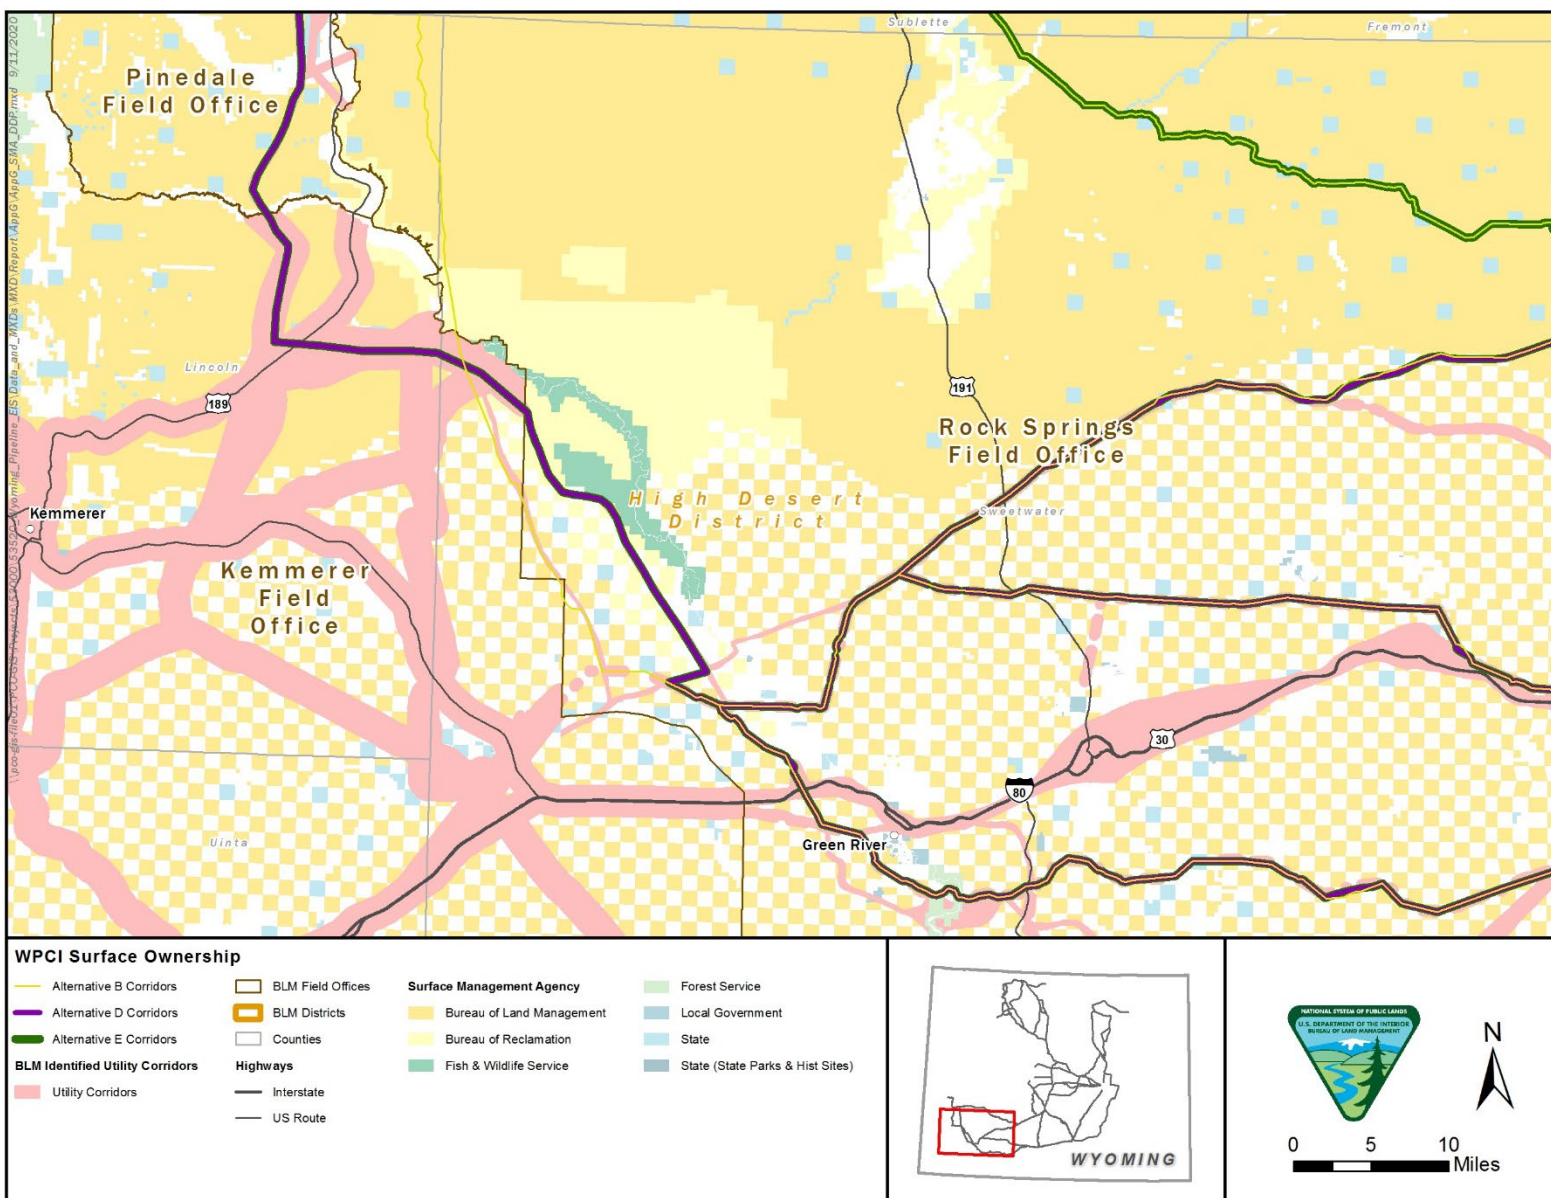 Sublette
Fremont
Pinedale
Field Office
Lincoln
189
191
Rock Springs
Field Office
High Desert
District
Sweetwater
Kemmerer
Kemmerer
Field
Office
30
80
Green River
Uinta
WPCI Surface Ownership
Alternative B Corridors
Alternative D Corridors
Alternative E Corridors
BLM Identified Utility Corridors
Utility Corridors
BLM Field Offices
BLM Districts
Counties
Highways
Interstate
US Route
Surface Management Agency
Bureau of Land Management
Bureau of Reclamation
Fish & Wildlife Service
Forest Service
Local Government
State
State (State Parks & Hist Sites)
WYOMING
NATIONAL SYSTEM OF PUBLIC LANDS
U.S. DEPARTMENT OF THE INTERIOR
BUREAU OF LAND MANAGEMENT
N
0 5 10
Miles